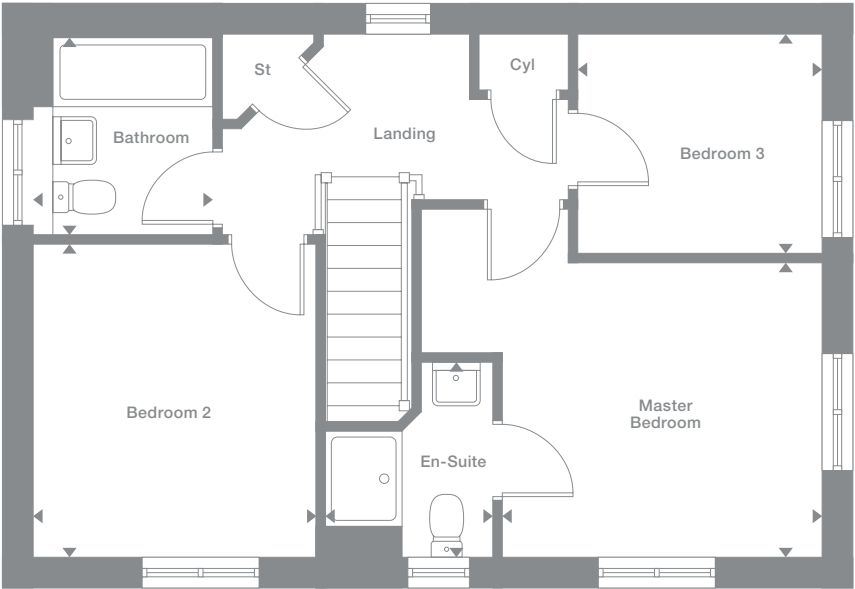 St
Cyl
Bathroom
Landing
Bedroom 3
Bedroom 2
Master
Bedroom
En-Suite